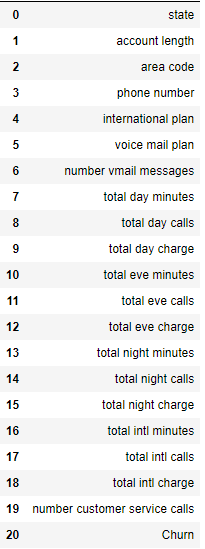 0 state
1 account length
2 area code
3 phone number
4 international plan
5 voice mail plan
6 number vmail messages
7 total day minutes
8 total day calls
9 total day charge
10 total eve minutes
11 total eve calls
12 total eve charge
13 total night minutes
14 total night calls
15 total night charge
16 total intl minutes
17 total intl calls
18 total intl charge
19 number customer service calls
20 Churn